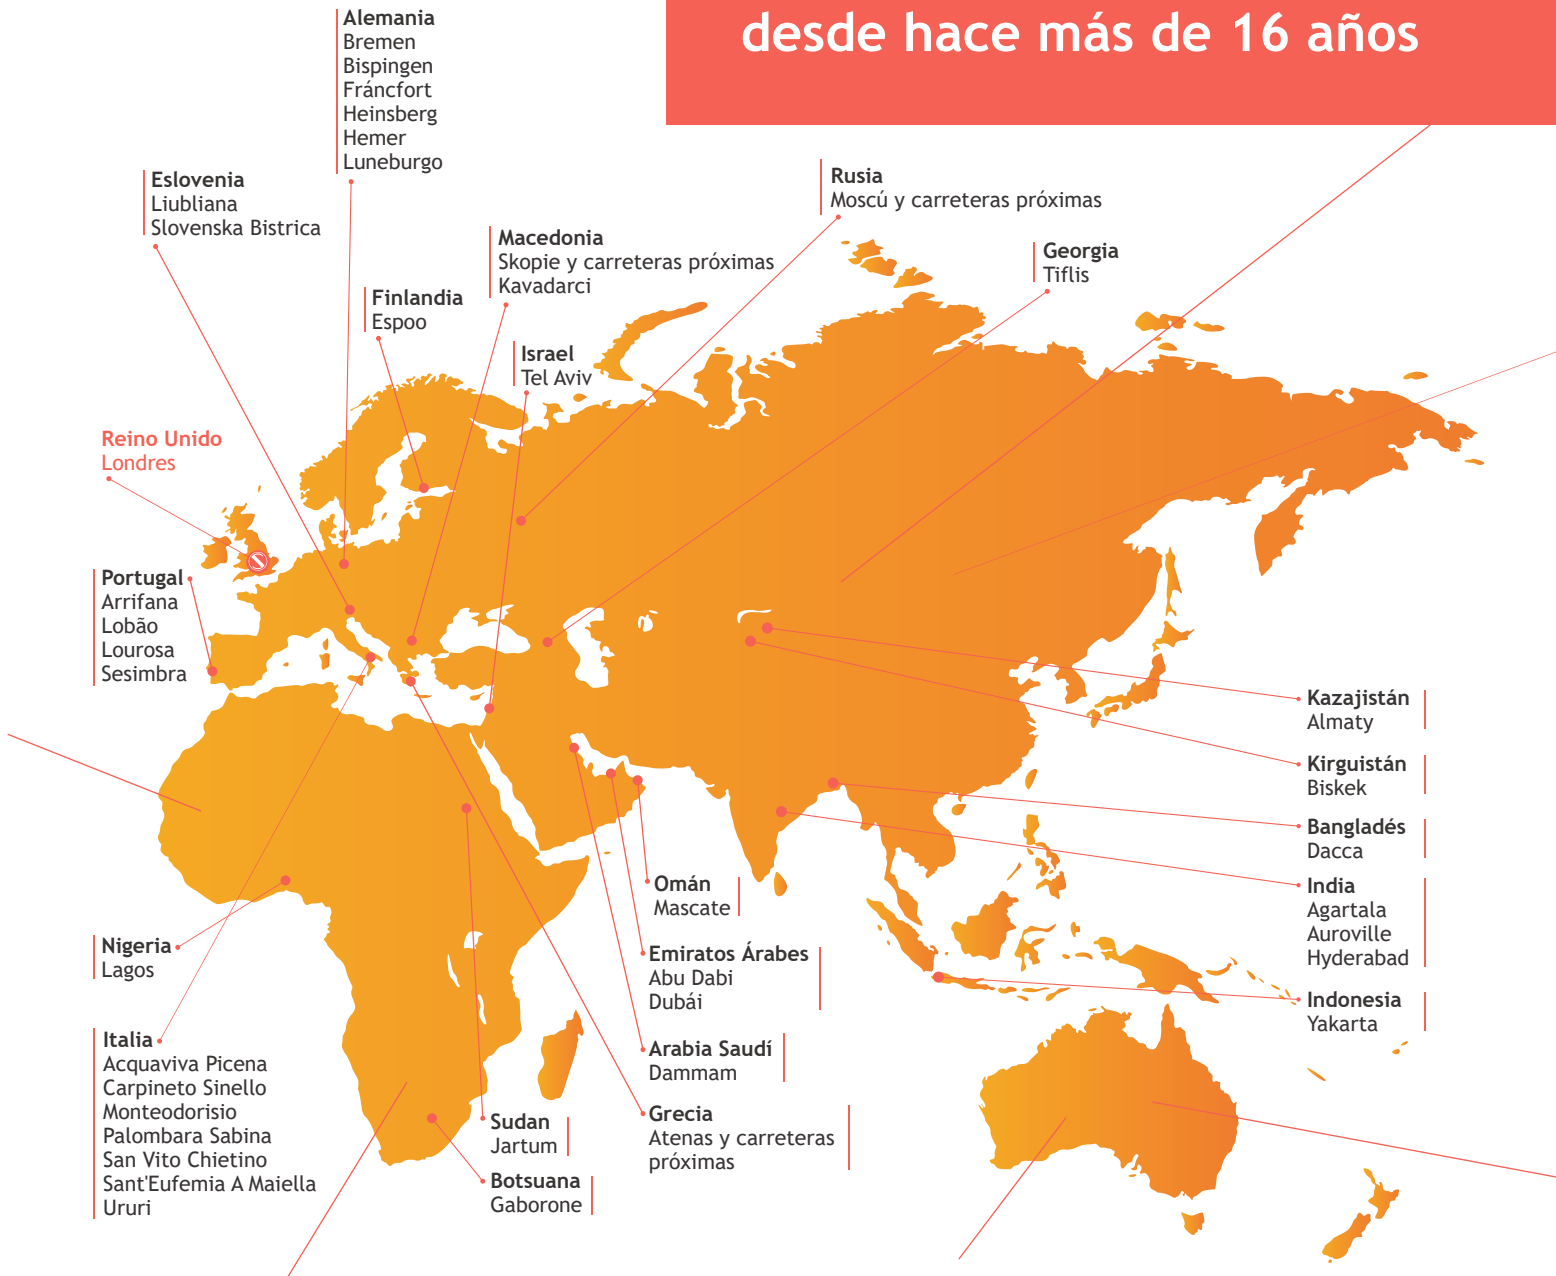 desde hace más de 16 años
Alemania
Bremen
Bispingen
Fráncfort
Heinsberg
Hemer
Luneburgo
Eslovenia
Liubliana
Slovenska Bistrica
Rusia
Moscú y carreteras próximas
Macedonia
Skopie y carreteras próximas
Kavadarci
Georgia
Tiflis
Finlandia
Espoo
Israel
Tel Aviv
Reino Unido
Londres
Portugal
Arrifana
Lobão
Lourosa
Sesimbra
Kazajistán
Almaty
Kirguistán
Biskek
Bangladés
Dacca
India
Agartala
Auroville
Hyderabad
Indonesia
Yakarta
Omán
Mascate
Emiratos Árabes
Abu Dabi
Dubái
Arabia Saudí
Dammam
Grecia
Atenas y carreteras
próximas
Nigeria
Lagos
Italia
Acquaviva Picena
Carpineto Sinello
Monteodorisio
Palombara Sabina
San Vito Chietino
Sant'Eufemia A Maiella
Ururi
Sudan
Jartum
Botsuana
Gaborone